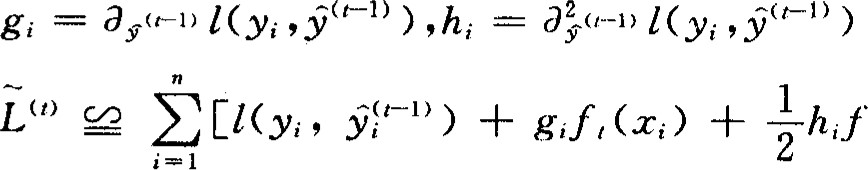 g_i = ∂_{ŷ^{(t−1)}} l(y_i, ŷ^{(t−1)}), h_i = ∂²_{ŷ^{(t−1)}} l(y_i, ŷ^{(t−1)})
L̃^{(t)} ≌ ∑_{i=1}^{n} [l(y_i, ŷ_i^{(t−1)}) + g_i f_t(x_i) + \frac{1}{2} h_i f